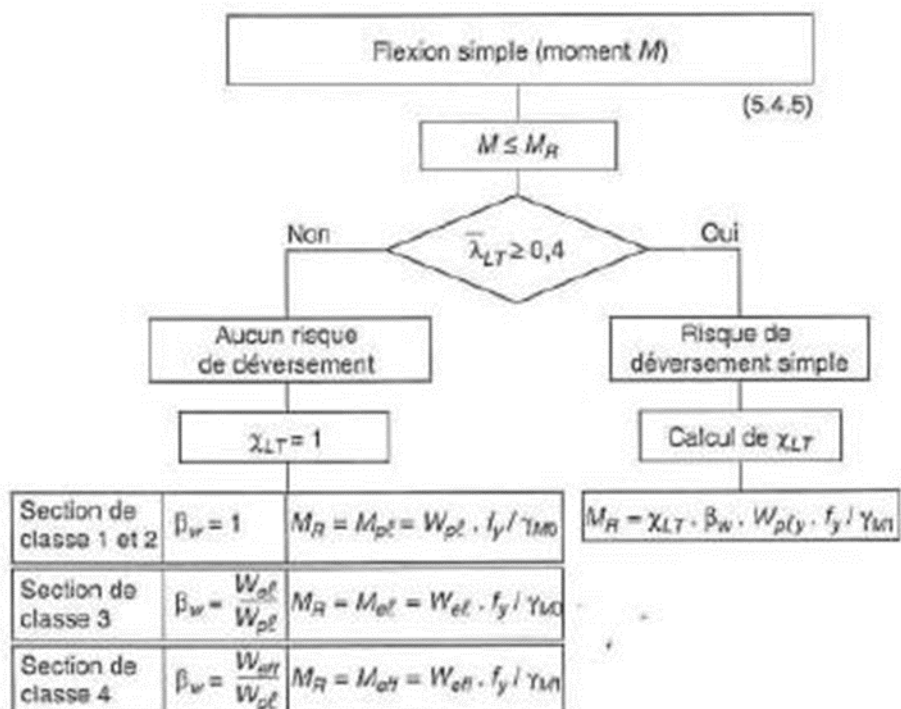 Flexion simple (moment M)
(5.4.5)
M ≤ M_R
Non
λ̄_LT ≥ 0,4
Oui
Aucun risque
de déversement
Risque de
déversement simple
χ_LT = 1
Calcul de χ_LT
Section de
classe 1 et 2
β_w = 1
M_R = M_pℓ = W_pℓ . f_y / γ_M0
M_R = χ_LT . β_w . W_pℓy . f_y / γ_M1
Section de
classe 3
β_w = W_eℓ / W_pℓ
M_R = M_eℓ = W_eℓ . f_y / γ_M0
Section de
classe 4
β_w = W_eff / W_pℓ
M_R = M_eff = W_eff . f_y / γ_M1